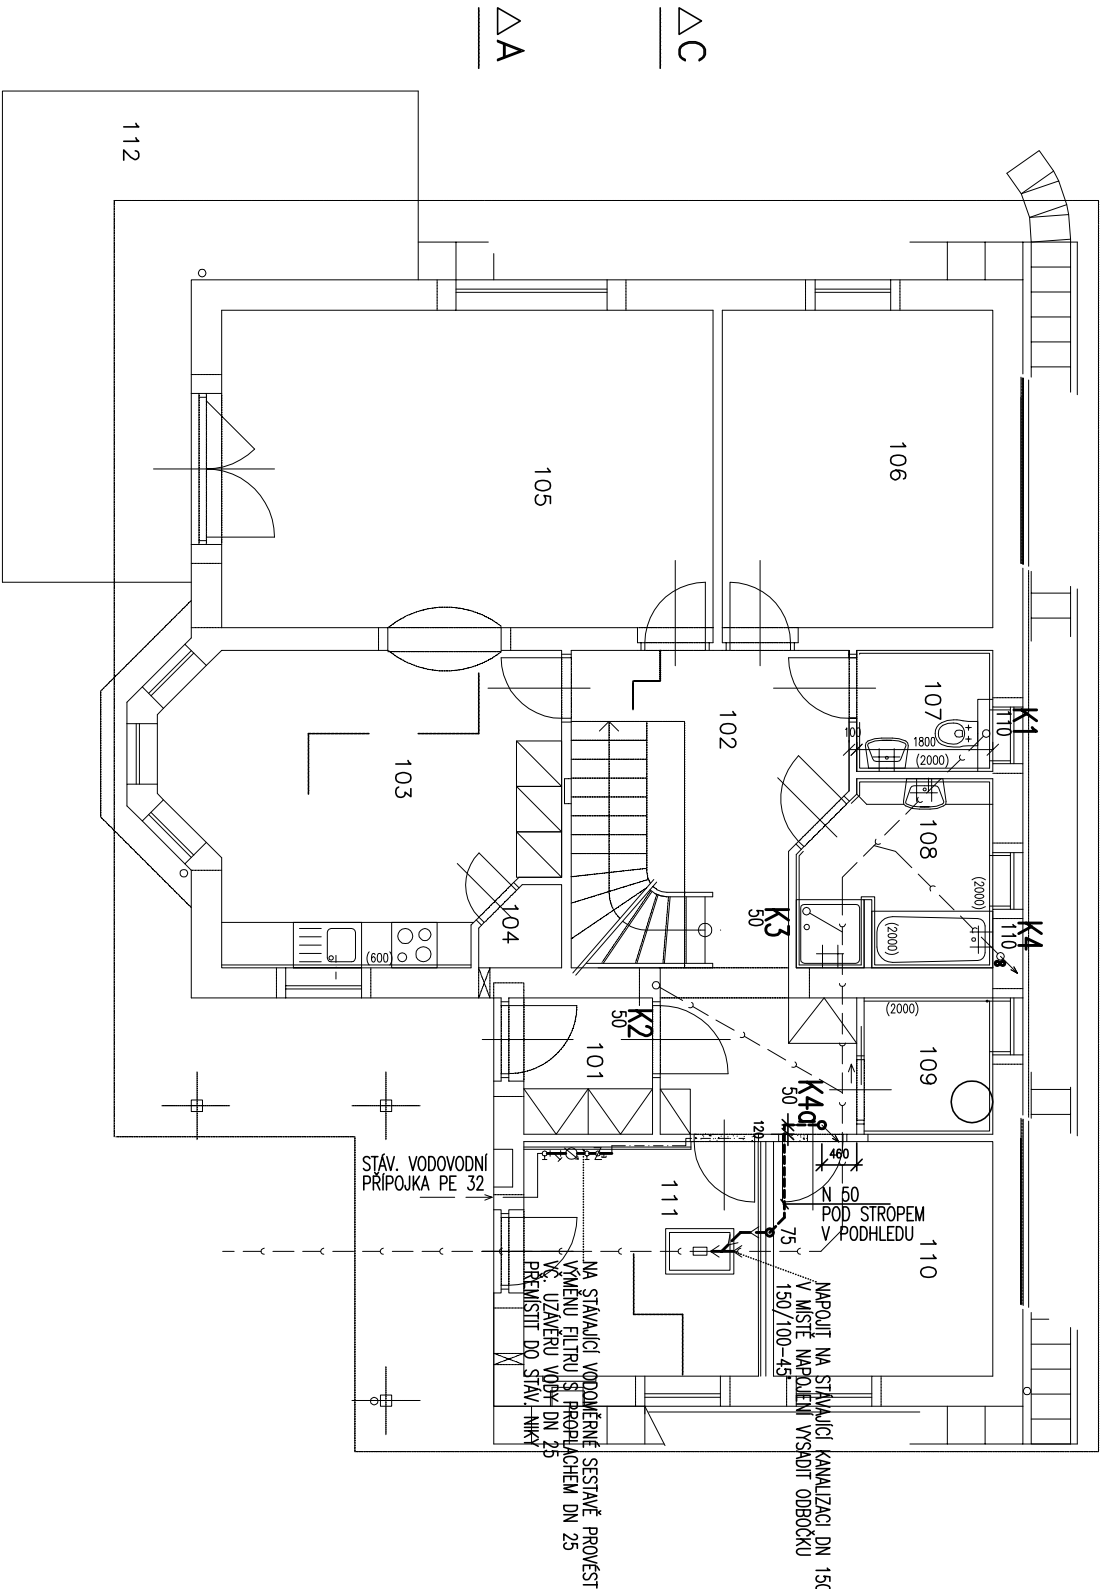 C
A
112
105
106
107
K1
110
1800
(2000)
100
102
103
108
(2000)
K4
110
8
(2000)
K3
50
104
(600)
K2
50
101
(2000)
109
K4a
50
120
460
STÁV. VODOVODNÍ
PŘÍPOJKA PE 32
111
N 50
POD STROPEM
V PODHLEDU
75
110
NAPOJIT NA STÁVAJÍCÍ KANALIZACI DN 150
V MÍSTĚ NAPOJENÍ VYSADIT ODBOČKU
150/100-45°
NA STÁVAJÍCÍ VODOMĚRNÉ SESTAVĚ PROVÉST
VÝMĚNU FILTRU S PROPLACHEM DN 25
VČ. UZÁVĚRU VODY DN 25
PŘEMÍSTIT DO STÁV. NIKY